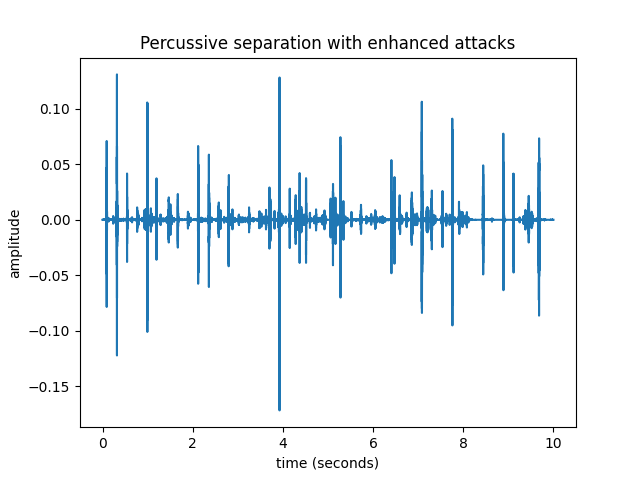 Percussive separation with enhanced attacks
0.10
0.05
0.00
−0.05
−0.10
−0.15
amplitude
0 2 4 6 8 10
time (seconds)